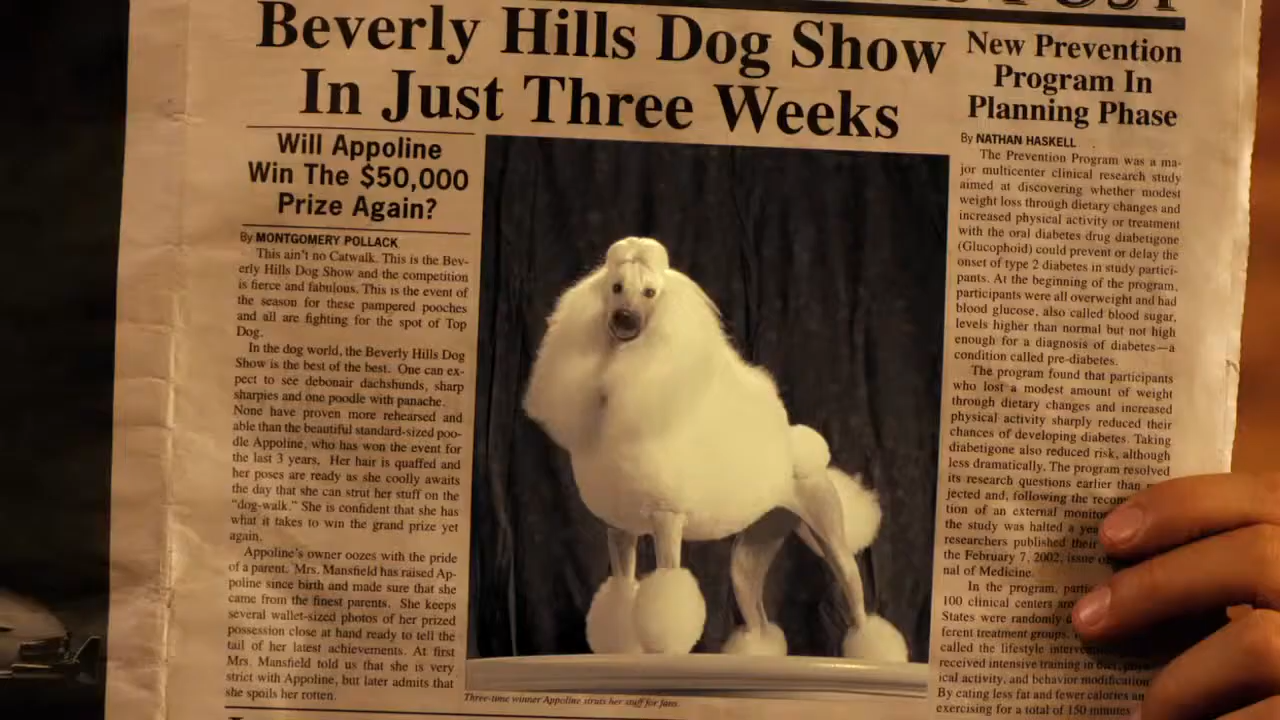 POST
Beverly Hills Dog Show
In Just Three Weeks
Will Appoline
Win The $50,000
Prize Again?
By MONTGOMERY POLLACK
This ain't no Catwalk. This is the Bev-
erly Hills Dog Show and the competition
is fierce and fabulous. This is the event of
the season for these pampered pooches
and all are fighting for the spot of Top
Dog.
In the dog world, the Beverly Hills Dog
Show is the best of the best. One can ex-
pect to see debonair dachshunds, sharp
sharpies and one poodle with panache.
None have proven more rehearsed and
able than the beautiful standard-sized poo-
dle Appoline, who has won the event for
the last 3 years. Her hair is quaffed and
her poses are ready as she coolly awaits
the day that she can strut her stuff on the
"dog-walk." She is confident that she has
what it takes to win the grand prize yet
again.
Appoline's owner oozes with the pride
of a parent. Mrs. Mansfield has raised Ap-
poline since birth and made sure that she
came from the finest parents. She keeps
several wallet-sized photos of her prized
possession close at hand ready to tell the
tail of her latest achievements. At first
Mrs. Mansfield told us that she is very
strict with Appoline, but later admits that
she spoils her rotten.
Three-time winner Appoline struts her stuff for fans.
New Prevention
Program In
Planning Phase
By NATHAN HASKELL
The Prevention Program was a ma-
jor multicenter clinical research study
aimed at discovering whether modest
weight loss through dietary changes and
increased physical activity or treatment
with the oral diabetes drug diabetigone
(Glucophoid) could prevent or delay the
onset of type 2 diabetes in study partici-
pants. At the beginning of the program,
participants were all overweight and had
blood glucose, also called blood sugar,
levels higher than normal but not high
enough for a diagnosis of diabetes—a
condition called pre-diabetes.
The program found that participants
who lost a modest amount of weight
through dietary changes and increased
physical activity sharply reduced their
chances of developing diabetes. Taking
diabetigone also reduced risk, although
less dramatically. The program resolved
its research questions earlier than
jected and, following the
tion of an external
the study was halted a
researchers published their
the February 7, 2002, issue
nal of Medicine.
In the program,
100 clinical centers
States were randomly
ferent treatment groups.
called the lifestyle
received intensive training in diet,
ical activity, and behavior modification
By eating less fat and fewer calories an
exercising for a total of 150 minutes